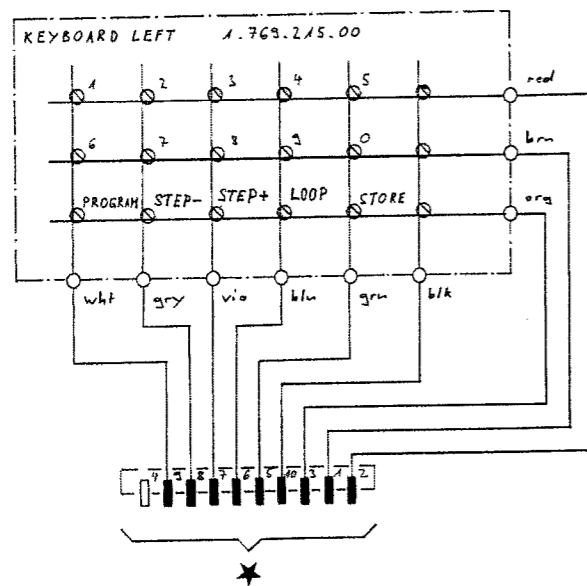 KEYBOARD LEFT 1.769.215.00
1 2 3 4 5
red
6 7 8 9 0
brn
PROGRAM STEP- STEP+ LOOP STORE
org
wht gry vio blu grn blk
4 9 8 7 6 5 10 3 1 2